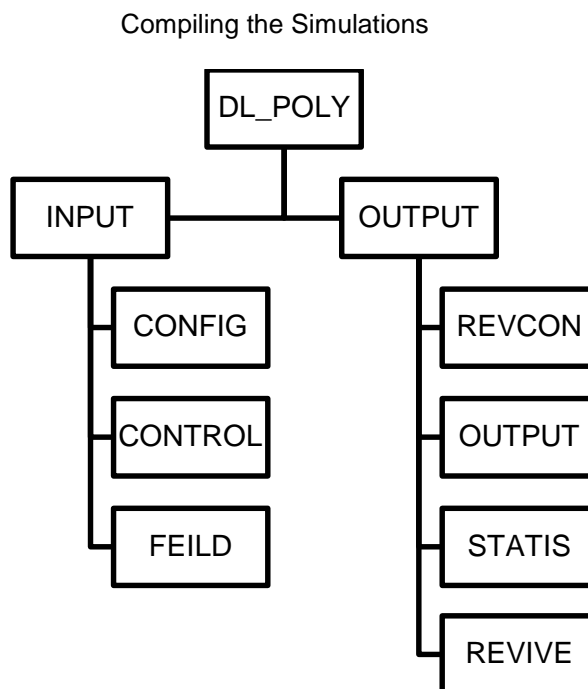 Compiling the Simulations
DL_POLY
INPUT
OUTPUT
CONFIG
REVCON
CONTROL
OUTPUT
FEILD
STATIS
REVIVE